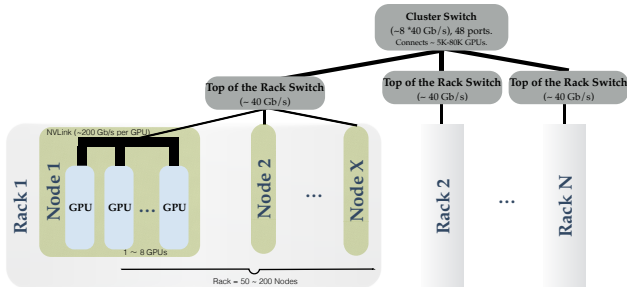 Cluster Switch
(~8 *40 Gb/s), 48 ports.
Connects ~ 5K-80K GPUs.
Top of the Rack Switch
(~ 40 Gb/s)
Top of the Rack Switch
(~ 40 Gb/s)
Top of the Rack Switch
(~ 40 Gb/s)
NVLink (~200 Gb/s per GPU)
Rack 1
Node 1
GPU
GPU
...
GPU
1 ~ 8 GPUs
Node 2
...
Node X
Rack = 50 ~ 200 Nodes
Rack 2
...
Rack N